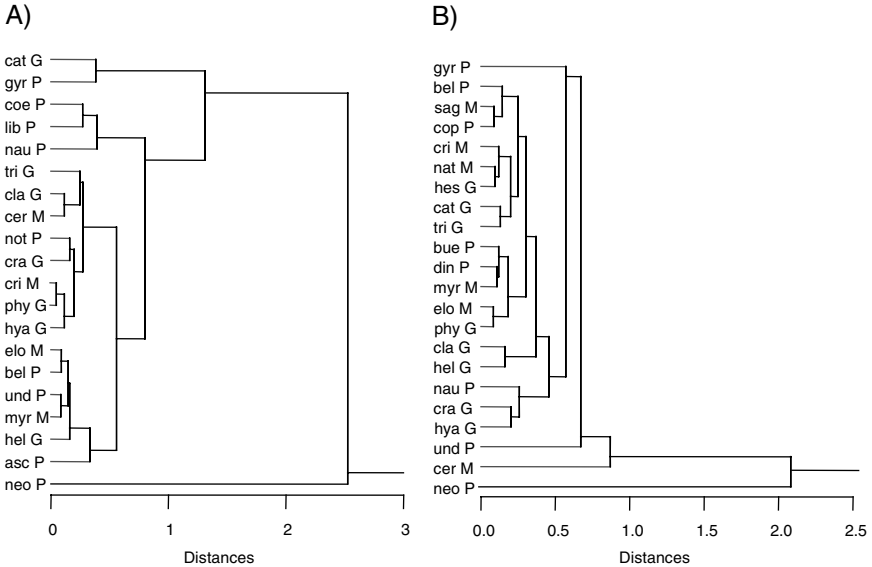 A)
cat G
gyr P
coe P
lib P
nau P
tri G
cla G
cer M
not P
cra G
cri M
phy G
hya G
elo M
bel P
und P
myr M
hel G
asc P
neo P
0 1 2 3
Distances
B)
gyr P
bel P
sag M
cop P
cri M
nat M
hes G
cat G
tri G
bue P
din P
myr M
elo M
phy G
cla G
hel G
nau P
cra G
hya G
und P
cer M
neo P
0.0 0.5 1.0 1.5 2.0 2.5
Distances